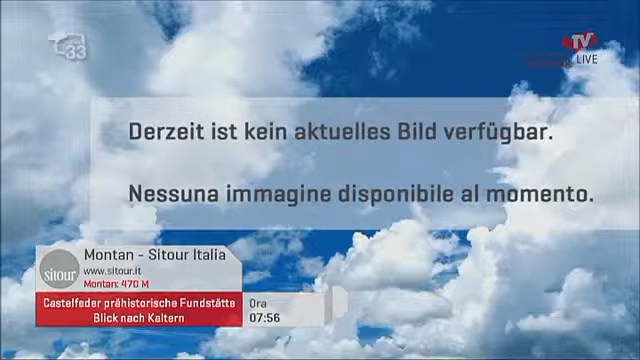 33
TV
LIVE
Derzeit ist kein aktuelles Bild verfügbar.
Nessuna immagine disponibile al momento.
sitour
Montan - Sitour Italia
www.sitour.it
Montan: 470 M
Castelfeder prähistorische Fundstätte
Blick nach Kaltern
Ora
07:56